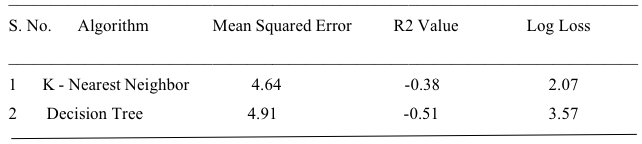 S. No. Algorithm Mean Squared Error R2 Value Log Loss
1 K - Nearest Neighbor 4.64 -0.38 2.07
2 Decision Tree 4.91 -0.51 3.57